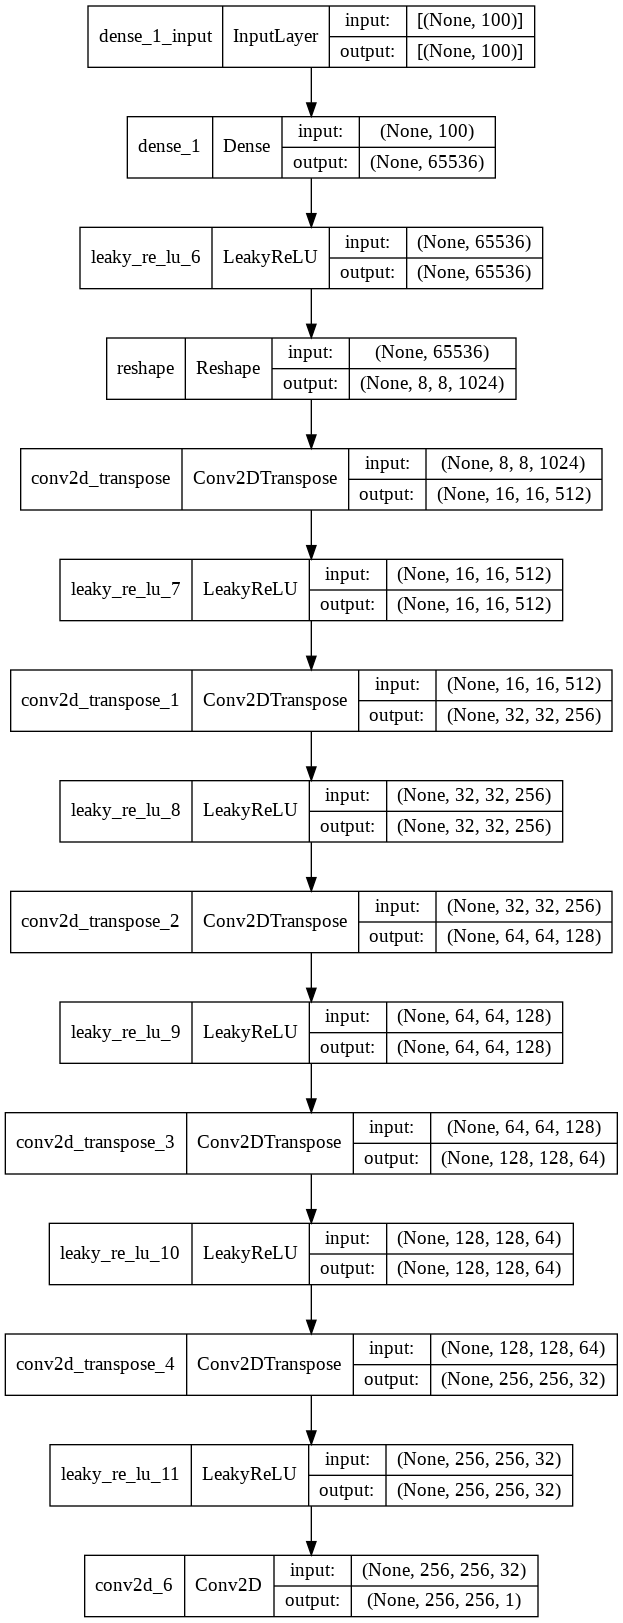 dense_1_input InputLayer input: [(None, 100)]
output: [(None, 100)]
dense_1 Dense input: (None, 100)
output: (None, 65536)
leaky_re_lu_6 LeakyReLU input: (None, 65536)
output: (None, 65536)
reshape Reshape input: (None, 65536)
output: (None, 8, 8, 1024)
conv2d_transpose Conv2DTranspose input: (None, 8, 8, 1024)
output: (None, 16, 16, 512)
leaky_re_lu_7 LeakyReLU input: (None, 16, 16, 512)
output: (None, 16, 16, 512)
conv2d_transpose_1 Conv2DTranspose input: (None, 16, 16, 512)
output: (None, 32, 32, 256)
leaky_re_lu_8 LeakyReLU input: (None, 32, 32, 256)
output: (None, 32, 32, 256)
conv2d_transpose_2 Conv2DTranspose input: (None, 32, 32, 256)
output: (None, 64, 64, 128)
leaky_re_lu_9 LeakyReLU input: (None, 64, 64, 128)
output: (None, 64, 64, 128)
conv2d_transpose_3 Conv2DTranspose input: (None, 64, 64, 128)
output: (None, 128, 128, 64)
leaky_re_lu_10 LeakyReLU input: (None, 128, 128, 64)
output: (None, 128, 128, 64)
conv2d_transpose_4 Conv2DTranspose input: (None, 128, 128, 64)
output: (None, 256, 256, 32)
leaky_re_lu_11 LeakyReLU input: (None, 256, 256, 32)
output: (None, 256, 256, 32)
conv2d_6 Conv2D input: (None, 256, 256, 32)
output: (None, 256, 256, 1)